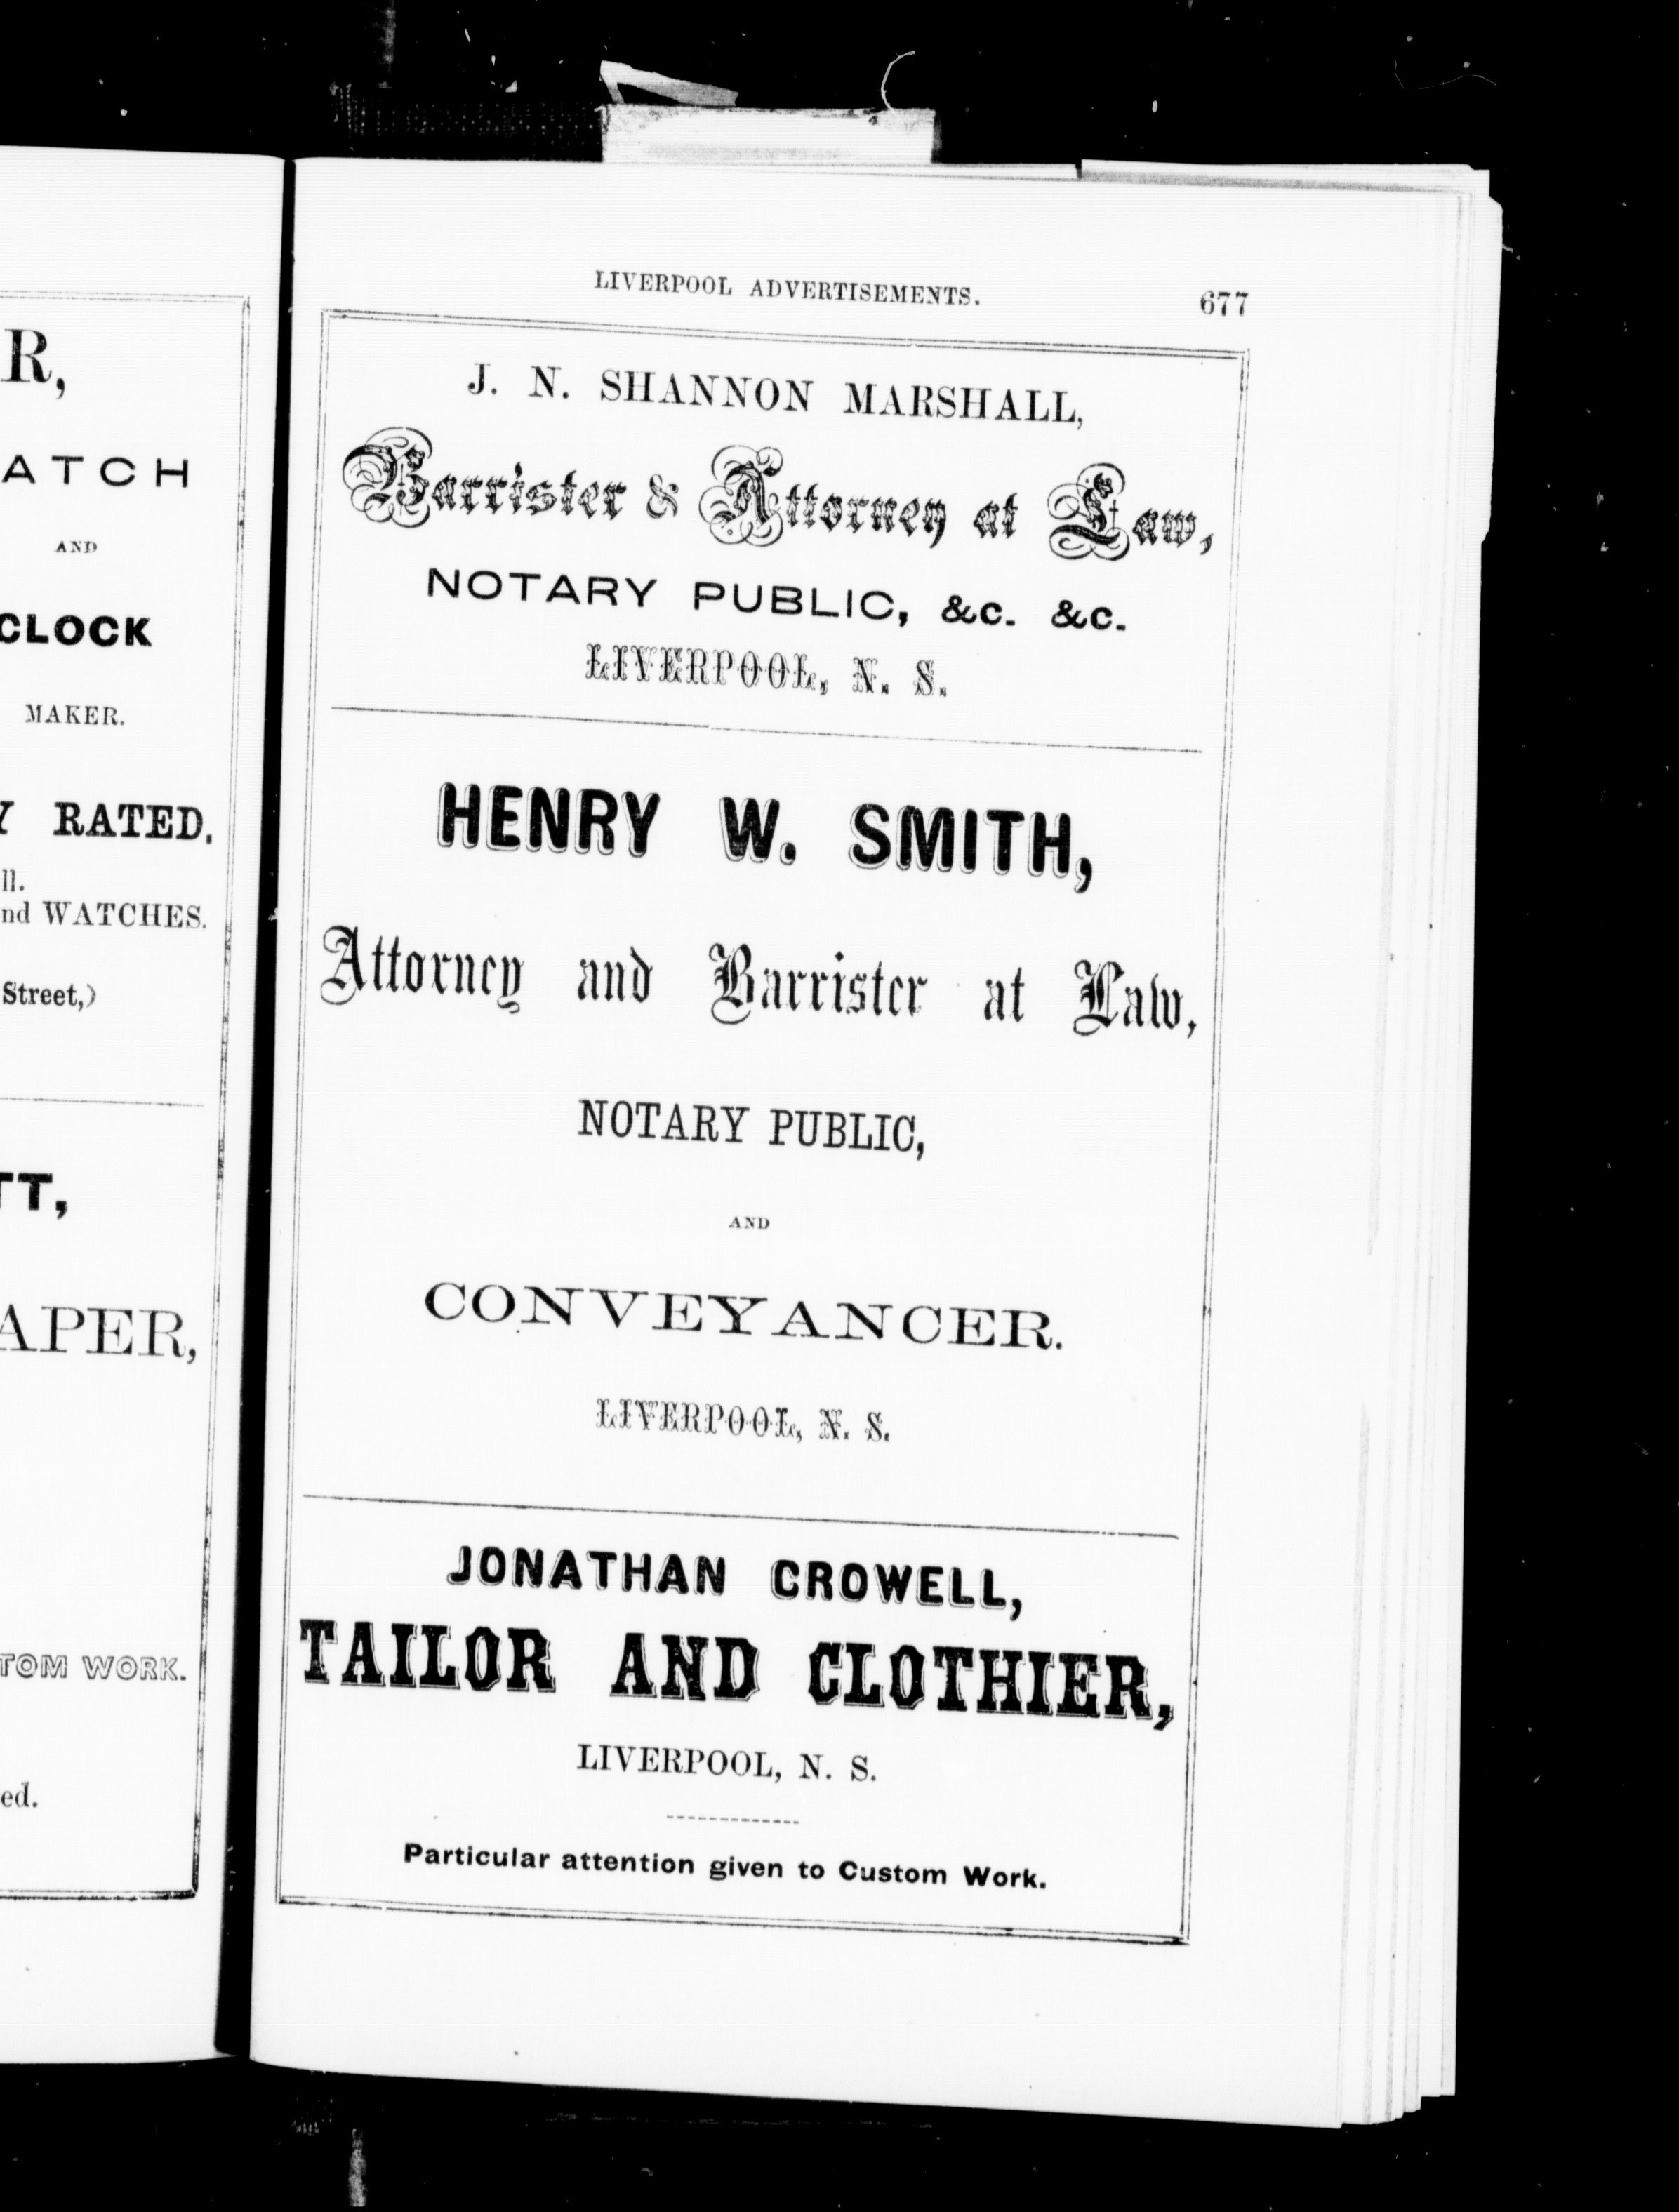 R,
ATCH
AND
CLOCK
MAKER.
Y RATED.
ll.
nd WATCHES.
Street,)
TT,
APER,
TOM WORK.
ed.
LIVERPOOL ADVERTISEMENTS. 677
J. N. SHANNON MARSHALL,
Barrister & Attorney at Law,
NOTARY PUBLIC, &c. &c.
LIVERPOOL, N. S.
HENRY W. SMITH,
Attorney and Barrister at Law,
NOTARY PUBLIC,
AND
CONVEYANCER.
LIVERPOOL, N. S.
JONATHAN CROWELL,
TAILOR AND CLOTHIER,
LIVERPOOL, N. S.
Particular attention given to Custom Work.